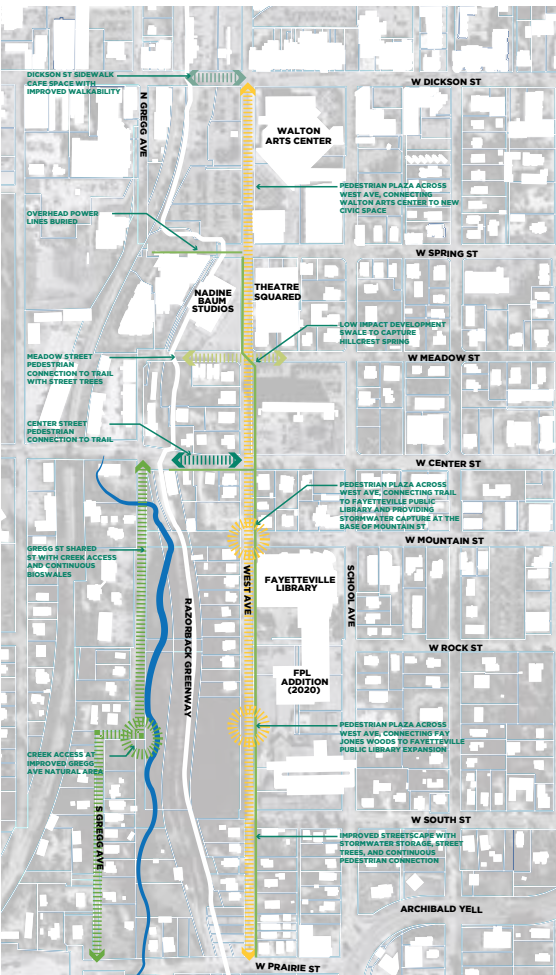 DICKSON ST SIDEWALK
CAFE SPACE WITH
IMPROVED WALKABILITY
W DICKSON ST
N GREGG AVE
WALTON
ARTS CENTER
PEDESTRIAN PLAZA ACROSS
WEST AVE, CONNECTING
WALTON ARTS CENTER TO NEW
CIVIC SPACE
OVERHEAD POWER
LINES BURIED
W SPRING ST
NADINE
BAUM
STUDIOS
THEATRE
SQUARED
LOW IMPACT DEVELOPMENT
SWALE TO CAPTURE
HILLCREST SPRING
MEADOW STREET
PEDESTRIAN
CONNECTION TO TRAIL
WITH STREET TREES
W MEADOW ST
CENTER STREET
PEDESTRIAN
CONNECTION TO TRAIL
W CENTER ST
PEDESTRIAN PLAZA ACROSS
WEST AVE, CONNECTING TRAIL
TO FAYETTEVILLE PUBLIC
LIBRARY AND PROVIDING
STORMWATER CAPTURE AT THE
BASE OF MOUNTAIN ST.
W MOUNTAIN ST
GREGG ST SHARED
ST WITH CREEK ACCESS
AND CONTINUOUS
BIOSWALES
WEST AVE
FAYETTEVILLE
LIBRARY
SCHOOL AVE
RAZORBACK GREENWAY
W ROCK ST
FPL
ADDITION
(2020)
PEDESTRIAN PLAZA ACROSS
WEST AVE, CONNECTING FAY
JONES WOODS TO FAYETTEVILLE
PUBLIC LIBRARY EXPANSION
CREEK ACCESS AT
IMPROVED GREGG
AVE NATURAL AREA
S GREGG AVE
W SOUTH ST
IMPROVED STREETSCAPE WITH
STORMWATER STORAGE, STREET
TREES, AND CONTINUOUS
PEDESTRIAN CONNECTION
ARCHIBALD YELL
W PRAIRIE ST